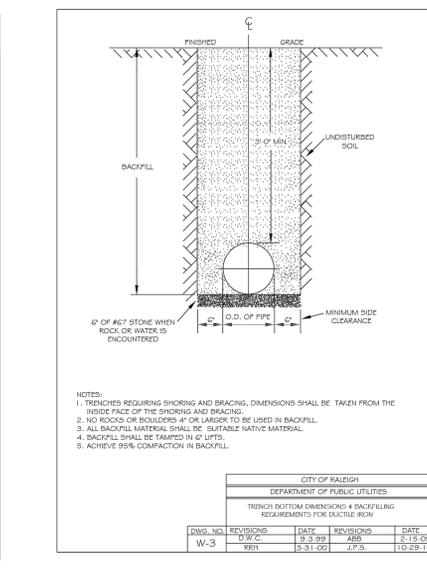 ℄
FINISHED GRADE
3' 0" MIN.
UNDISTURBED
SOIL
BACKFILL
6" O.D. OF PIPE 6"
MINIMUM SIDE
CLEARANCE
6" OF #67 STONE WHEN
ROCK OR WATER IS
ENCOUNTERED
NOTES:
1. TRENCHES REQUIRING SHORING AND BRACING, DIMENSIONS SHALL BE TAKEN FROM THE
INSIDE FACE OF THE SHORING AND BRACING.
2. NO ROCKS OR BOULDERS 4" OR LARGER TO BE USED IN BACKFILL.
3. ALL BACKFILL MATERIAL SHALL BE SUITABLE NATIVE MATERIAL.
4. BACKFILL SHALL BE TAMPED IN 6" LIFTS.
5. ACHIEVE 95% COMPACTION IN BACKFILL.
CITY OF RALEIGH
DEPARTMENT OF PUBLIC UTILITIES
TRENCH BOTTOM DIMENSIONS & BACKFILLING
REQUIREMENTS FOR DUCTILE IRON
DWG. NO. REVISIONS DATE REVISIONS DATE
W-3 D.W.C. 9-3-99 ABB
RRH 3-31-00 J.P.S.